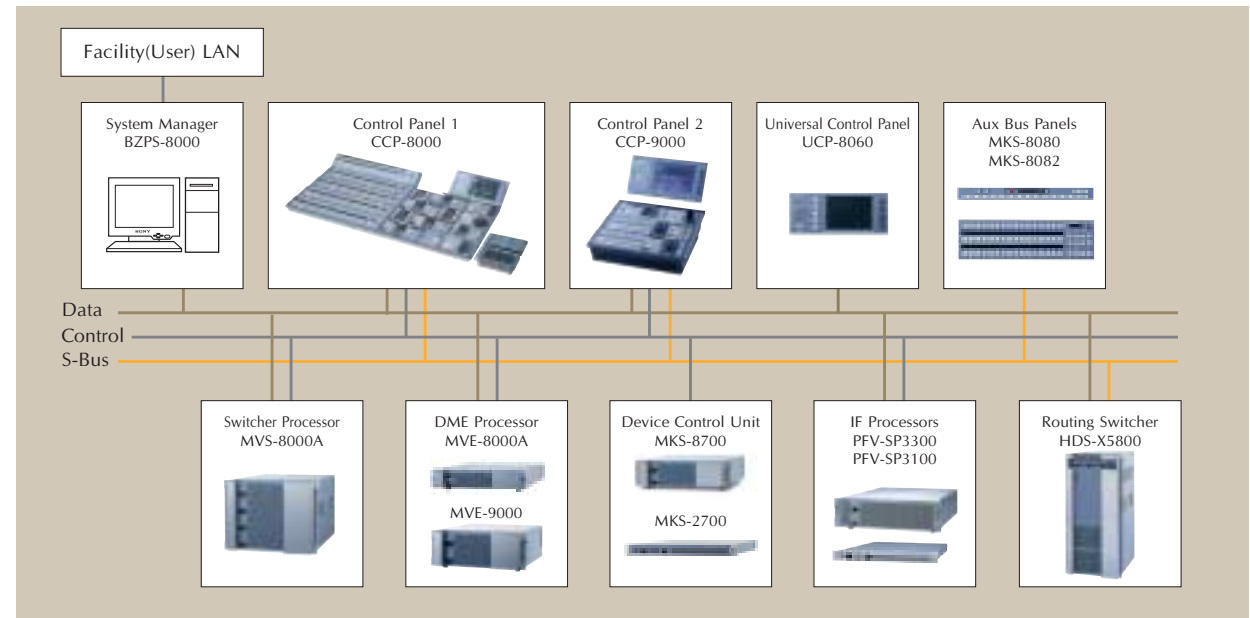 Facility(User) LAN
System Manager
BZPS-8000
SONY
Control Panel 1
CCP-8000
Control Panel 2
CCP-9000
Universal Control Panel
UCP-8060
Aux Bus Panels
MKS-8080
MKS-8082
Data
Control
S-Bus
Switcher Processor
MVS-8000A
DME Processor
MVE-8000A
MVE-9000
Device Control Unit
MKS-8700
MKS-2700
IF Processors
PFV-SP3300
PFV-SP3100
Routing Switcher
HDS-X5800